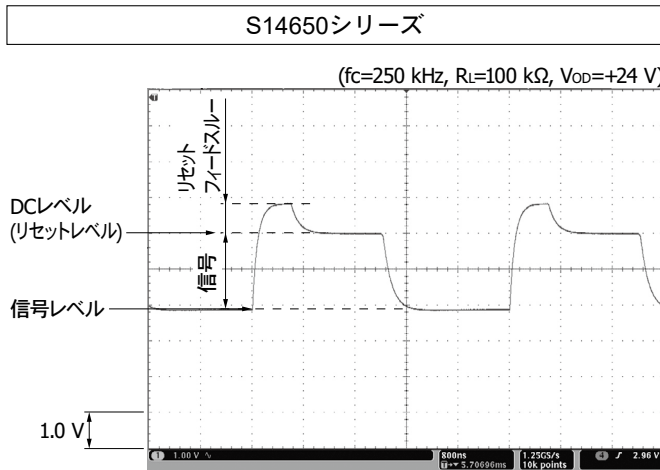 S14650シリーズ
(fc=250 kHz, RL=100 kΩ, VOD=+24 V)
リセット
フィードスルー
DCレベル
(リセットレベル)
信号
信号レベル
1.0 V
1 1.00 V ∿
800ns
T→▼ 5.70696ms
1.25GS/s
10k points
4 ∫ 2.96 V